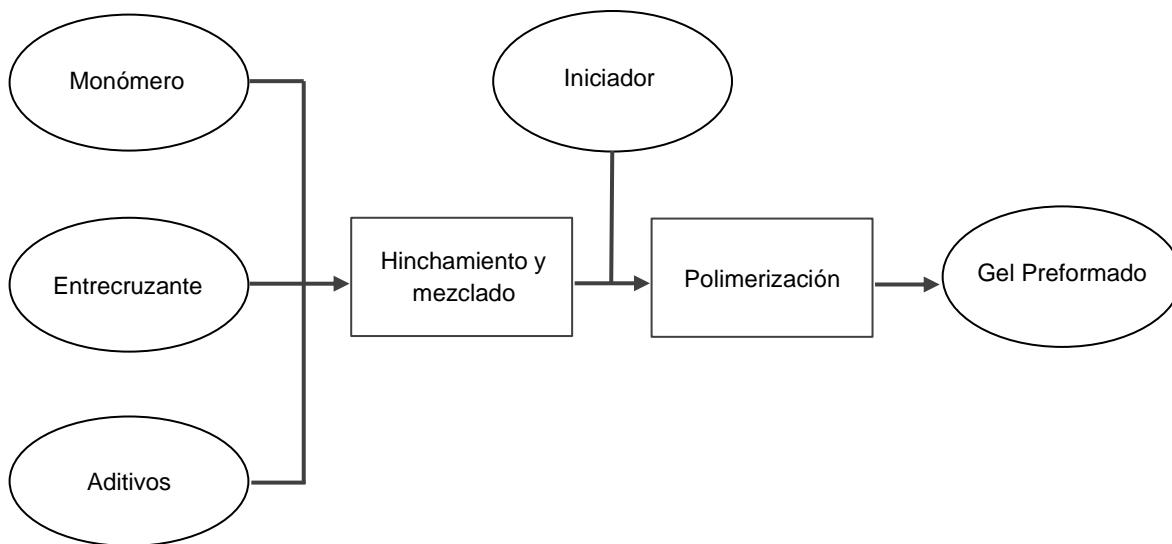 Monómero
Iniciador
Entrecruzante
Hinchamiento y
mezclado
Polimerización
Gel Preformado
Aditivos